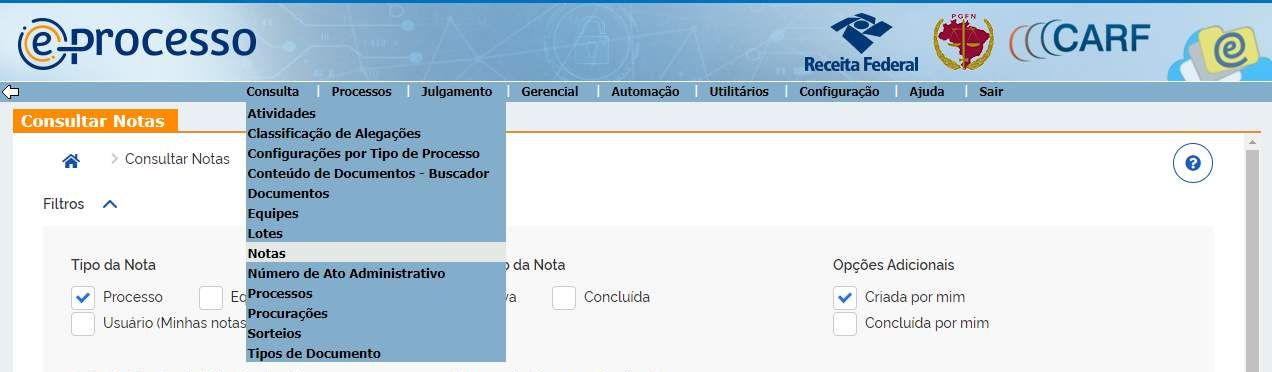 e-processo
Receita Federal
PGFN
CARF
e
Consulta Processos Julgamento Gerencial Automação Utilitários Configuração Ajuda Sair
Atividades
Classificação de Alegações
Configurações por Tipo de Processo
Conteúdo de Documentos - Buscador
Documentos
Equipes
Lotes
Notas
Número de Ato Administrativo
Processos
Procurações
Sorteios
Tipos de Documento
Consultar Notas
Consultar Notas
?
Filtros
Tipo da Nota
da Nota
Opções Adicionais
Processo
Concluída
Criada por mim
Usuário (Minhas notas
Concluída por mim